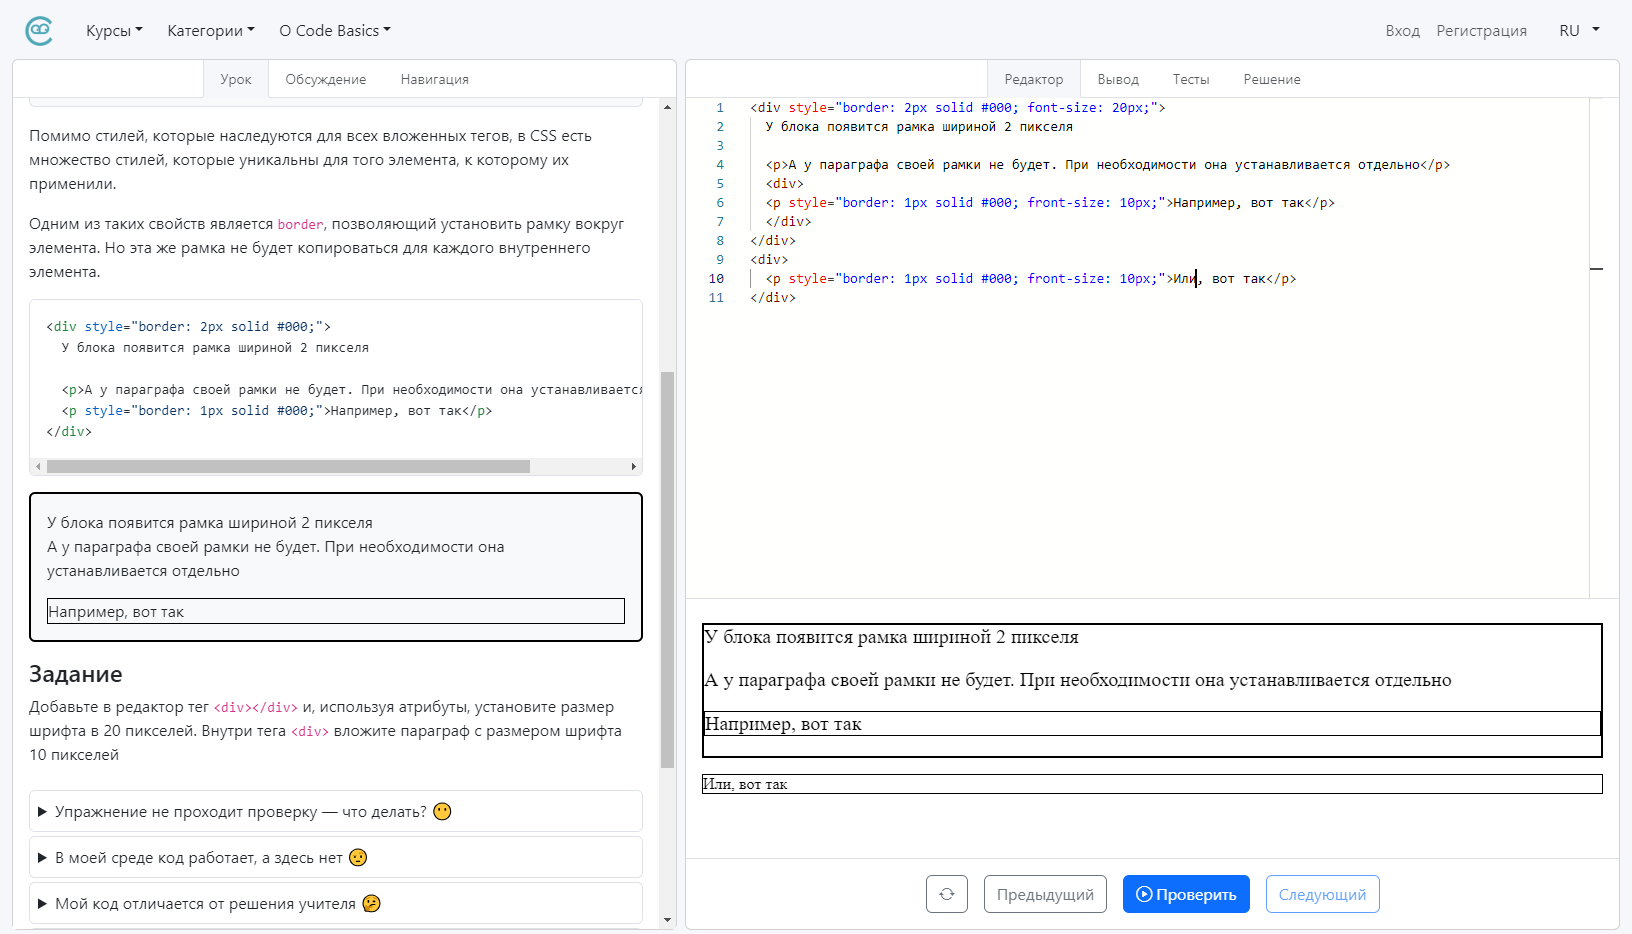 Курсы Категории О Code Basics Вход Регистрация RU
Урок Обсуждение Навигация
Помимо стилей, которые наследуются для всех вложенных тегов, в CSS есть
множество стилей, которые уникальны для того элемента, к которому их
применили.
Одним из таких свойств является border, позволяющий установить рамку вокруг
элемента. Но эта же рамка не будет копироваться для каждого внутреннего
элемента.
<div style="border: 2px solid #000;">
У блока появится рамка шириной 2 пикселя
<p>А у параграфа своей рамки не будет. При необходимости она устанавливается
<p style="border: 1px solid #000;">Например, вот так</p>
</div>
У блока появится рамка шириной 2 пикселя
А у параграфа своей рамки не будет. При необходимости она
устанавливается отдельно
Например, вот так
Задание
Добавьте в редактор тег <div></div> и, используя атрибуты, установите размер
шрифта в 20 пикселей. Внутри тега <div> вложите параграф с размером шрифта
10 пикселей
Упражнение не проходит проверку — что делать? 😶
В моей среде код работает, а здесь нет 🤨
Мой код отличается от решения учителя 🤔
Редактор Вывод Тесты Решение
1 <div style="border: 2px solid #000; font-size: 20px;">
2 У блока появится рамка шириной 2 пикселя
3
4 <p>А у параграфа своей рамки не будет. При необходимости она устанавливается отдельно</p>
5 <div>
6 <p style="border: 1px solid #000; front-size: 10px;">Например, вот так</p>
7 </div>
8 </div>
9 <div>
10 <p style="border: 1px solid #000; front-size: 10px;">Или, вот так</p>
11 </div>
У блока появится рамка шириной 2 пикселя
А у параграфа своей рамки не будет. При необходимости она устанавливается отдельно
Например, вот так
Или, вот так
Предыдущий Проверить Следующий